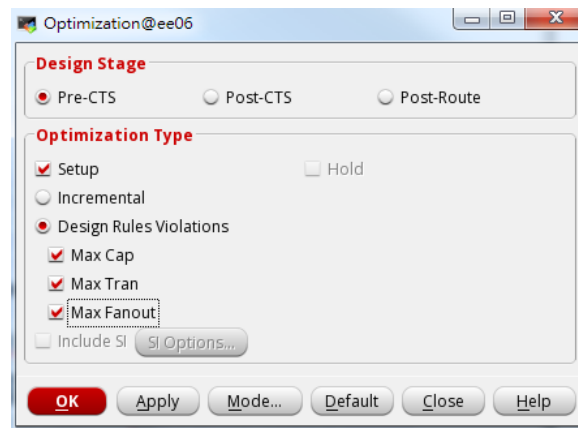 Optimization@ee06
Design Stage
Pre-CTS Post-CTS Post-Route
Optimization Type
Setup Hold
Incremental
Design Rules Violations
Max Cap
Max Tran
Max Fanout
Include SI SI Options...
OK Apply Mode... Default Close Help